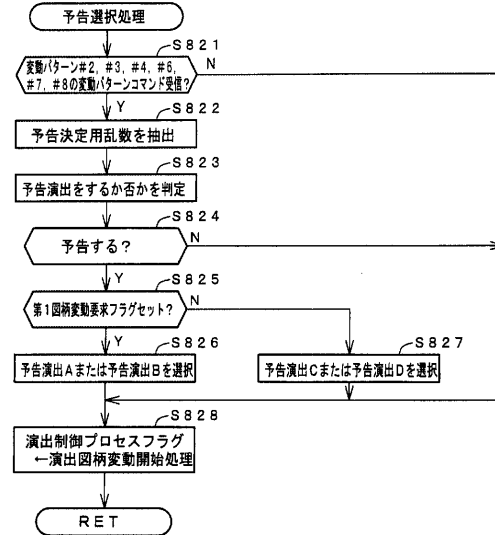 予告選択処理
S821
変動パターン#2, #3, #4, #6,
#7, #8の変動パターンコマンド受信?
N
Y
S822
予告決定用乱数を抽出
S823
予告演出をするか否かを判定
S824
予告する?
N
Y
S825
第1図柄変動要求フラグセット?
N
Y
S826
予告演出Aまたは予告演出Bを選択
S827
予告演出Cまたは予告演出Dを選択
S828
演出制御プロセスフラグ
←演出図柄変動開始処理
RET